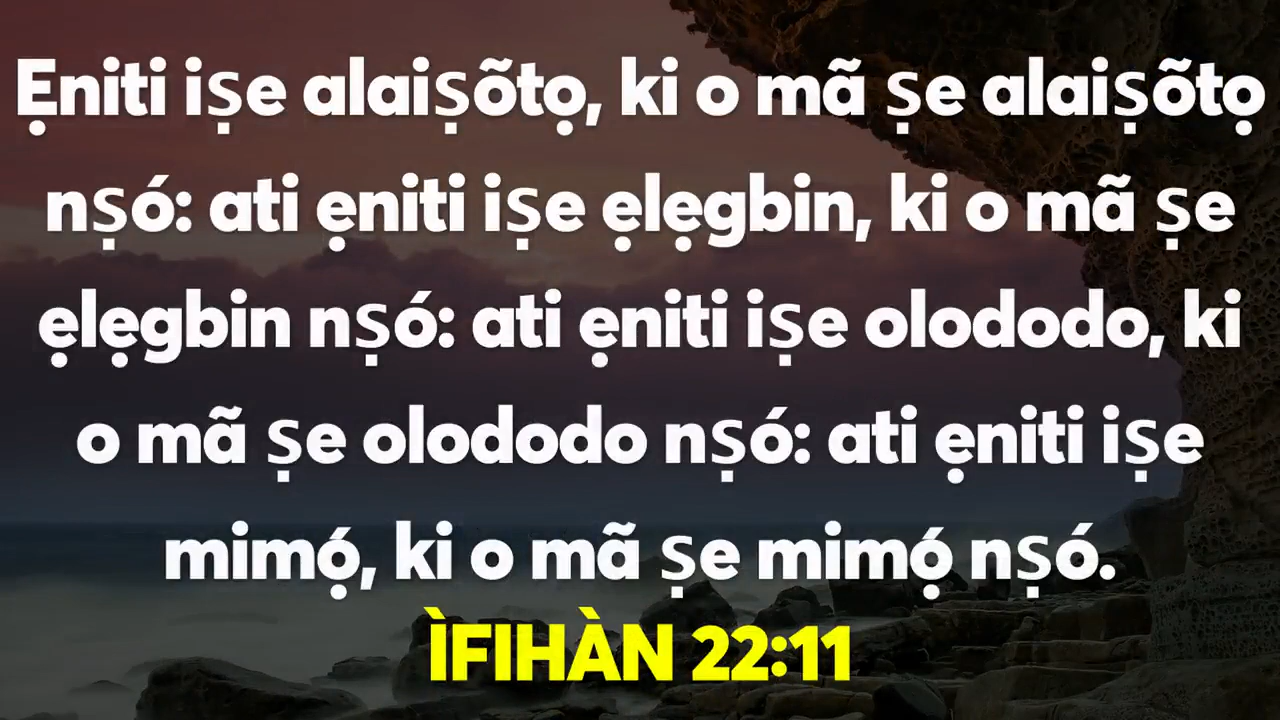 Ẹniti iṣe alaiṣõtọ, ki o mã ṣe alaiṣõtọ
nṣó: ati ẹniti iṣe ẹlẹgbin, ki o mã ṣe
ẹlẹgbin nṣó: ati ẹniti iṣe olododo, ki
o mã ṣe olododo nṣó: ati ẹniti iṣe
mimọ́, ki o mã ṣe mimọ́ nṣó.
ÌFIHÀN 22:11